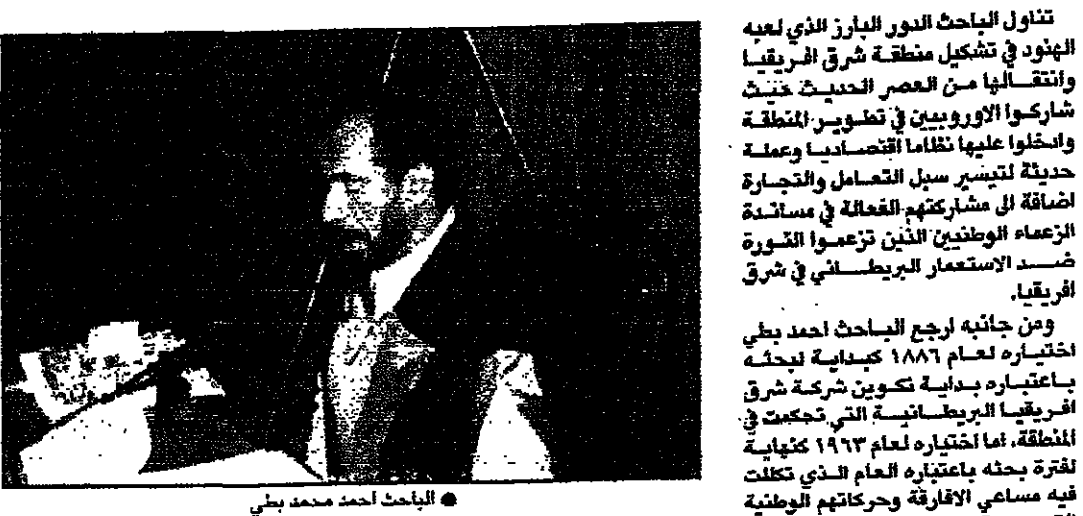 تناول الباحث الدور البارز الذي لعبه
الهنود في تشكيل منطقة شرق افريقيا
وانتقالها من العصر الحديث حيث
شاركوا الاوروبيين في تطوير المنطقة
وادخلوا عليها نظاما اقتصاديا وعملة
حديثة لتيسير سبل التعامل والتجارة
اضافة الى مشاركتهم الفعالة في مساندة
الزعماء الوطنيين الذين تزعموا الثورة
ضد الاستعمار البريطاني في شرق
افريقيا.
ومن جانبه ارجع الباحث احمد بطي
اختياره لعام ١٨٨٦ كبداية لبحثه
باعتباره بداية تكوين شركة شرق
افريقيا البريطانية التي تحكمت في
المنطقة، اما اختياره لعام ١٩٦٣ كنهاية
لفترة بحثه باعتباره العام الذي تكللت
فيه مساعي الافارقة وحركاتهم الوطنية
● الباحث احمد محمد بطي